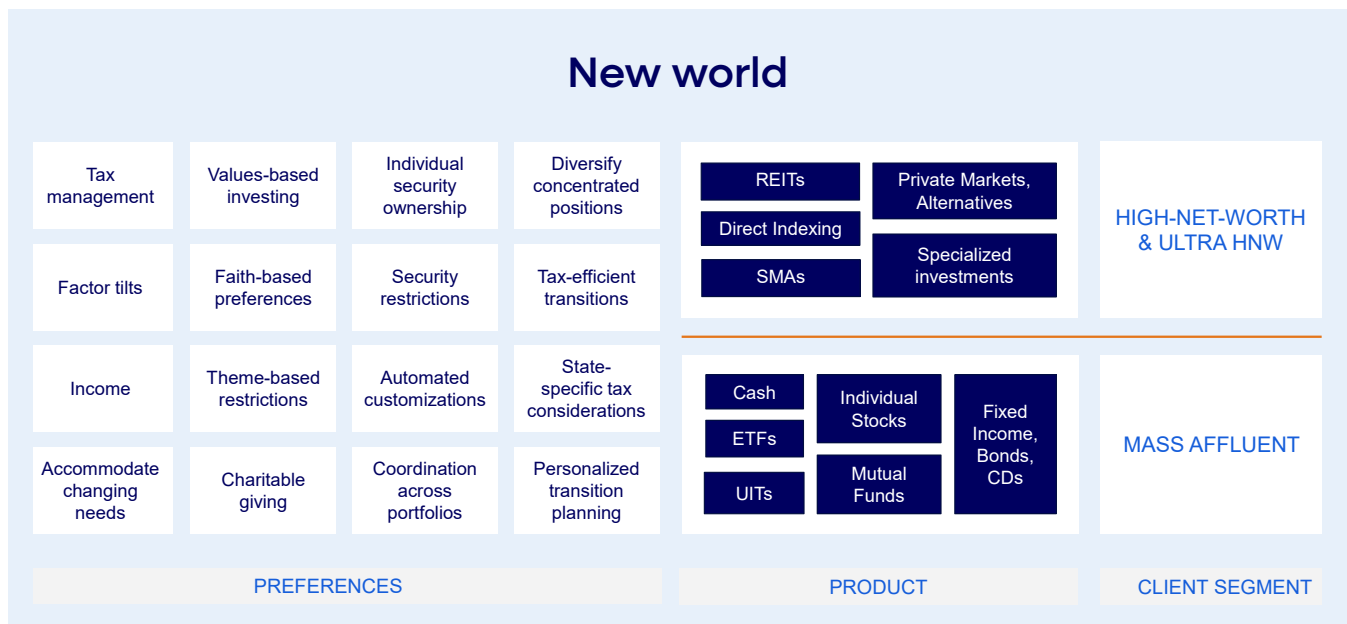 New world
Tax
management
Values-based
investing
Individual
security
ownership
Diversify
concentrated
positions
Factor tilts
Faith-based
preferences
Security
restrictions
Tax-efficient
transitions
Income
Theme-based
restrictions
Automated
customizations
State-
specific tax
considerations
Accommodate
changing
needs
Charitable
giving
Coordination
across
portfolios
Personalized
transition
planning
PREFERENCES
REITs
Direct Indexing
SMAs
Private Markets,
Alternatives
Specialized
investments
Cash
ETFs
UITs
Individual
Stocks
Mutual
Funds
Fixed
Income,
Bonds,
CDs
PRODUCT
HIGH-NET-WORTH
& ULTRA HNW
MASS AFFLUENT
CLIENT SEGMENT